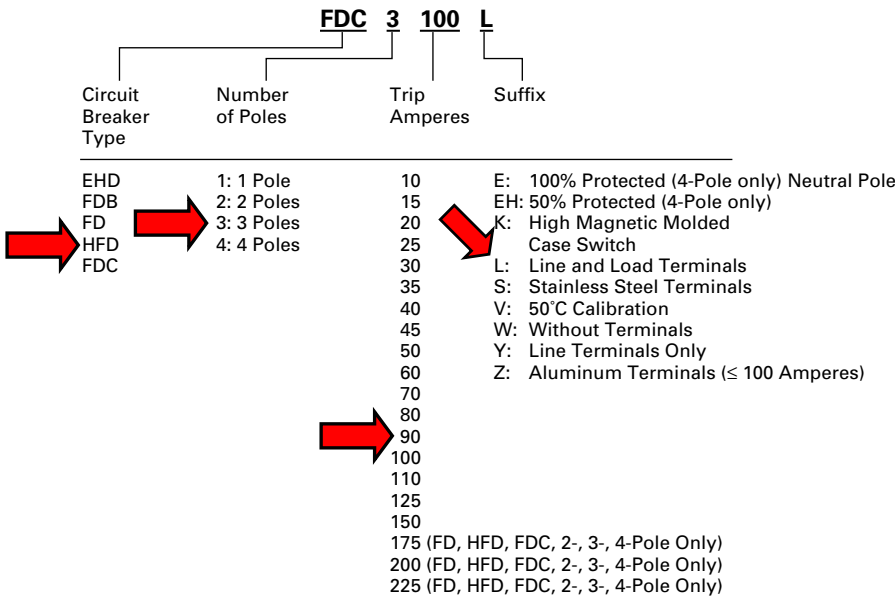 FDC 3 100 L
Circuit Breaker Type
Number of Poles
Trip Amperes
Suffix
EHD
FDB
FD
HFD
FDC
1: 1 Pole
2: 2 Poles
3: 3 Poles
4: 4 Poles
10
15
20
25
30
35
40
45
50
60
70
80
90
100
110
125
150
175 (FD, HFD, FDC, 2-, 3-, 4-Pole Only)
200 (FD, HFD, FDC, 2-, 3-, 4-Pole Only)
225 (FD, HFD, FDC, 2-, 3-, 4-Pole Only)
E: 100% Protected (4-Pole only) Neutral Pole
EH: 50% Protected (4-Pole only)
K: High Magnetic Molded
Case Switch
L: Line and Load Terminals
S: Stainless Steel Terminals
V: 50°C Calibration
W: Without Terminals
Y: Line Terminals Only
Z: Aluminum Terminals (≤ 100 Amperes)